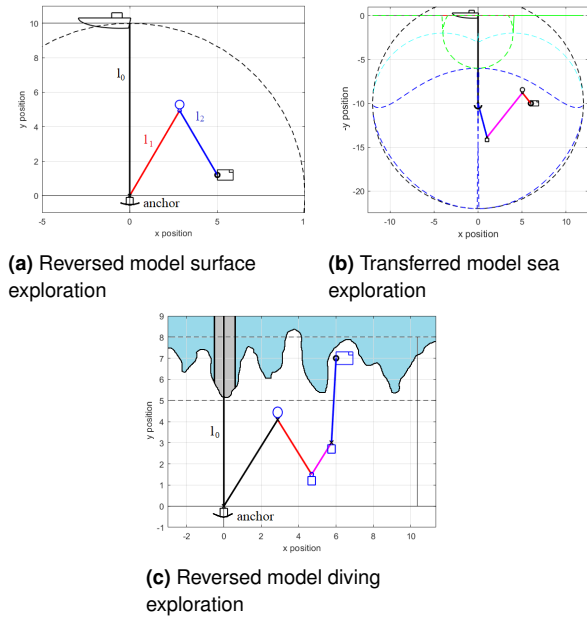 10
8
6
4
2
0
-5
0
5
1
y position
x position
l0
l1
l2
anchor
0
-5
-10
-15
-20
-10
-5
0
5
10
-y position
x position
(a) Reversed model surface
exploration
(b) Transferred model sea
exploration
9
8
7
6
5
4
3
2
1
0
-1
-2
0
2
4
6
8
10
y position
x position
l0
anchor
(c) Reversed model diving
exploration